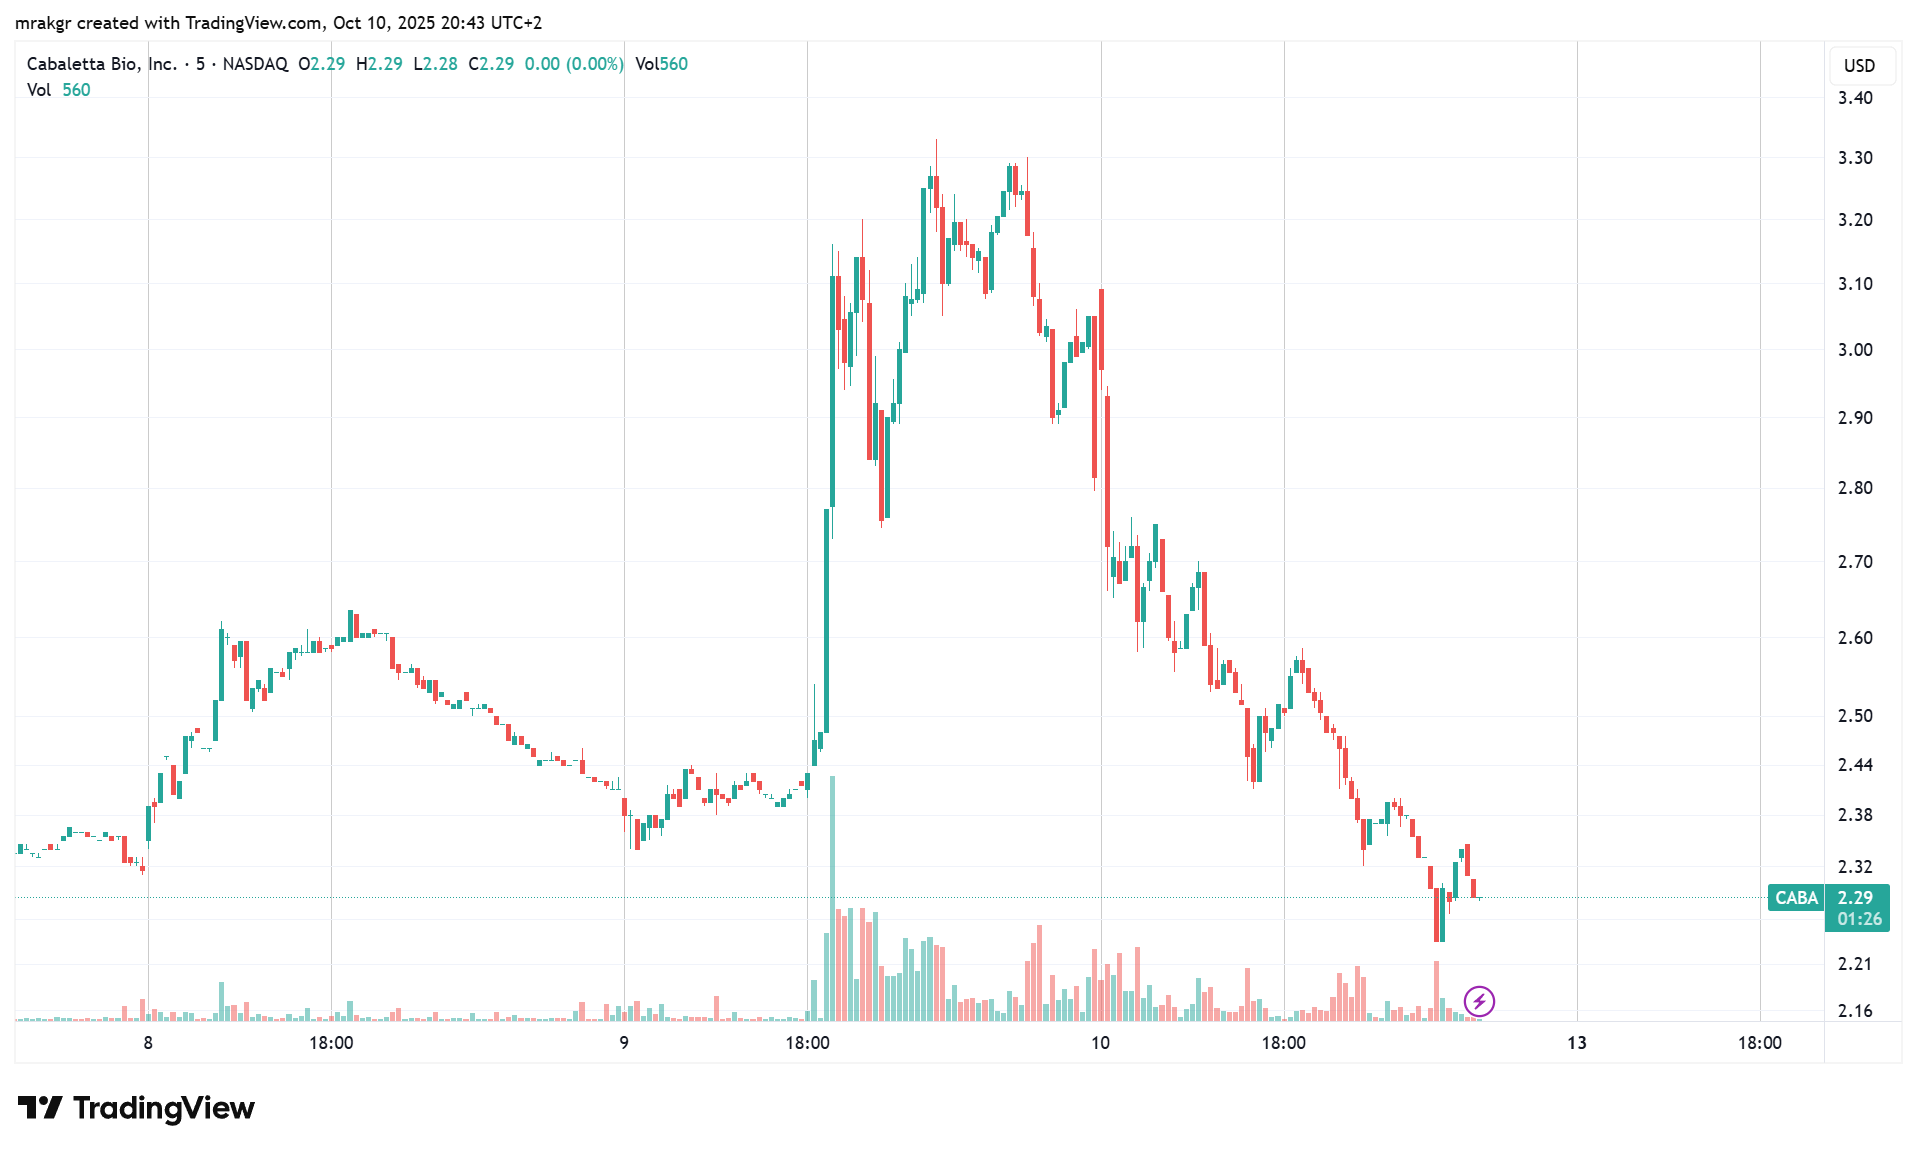 mrakgr created with TradingView.com, Oct 10, 2025 20:43 UTC+2
Cabaletta Bio, Inc. · 5 · NASDAQ O2.29 H2.29 L2.28 C2.29 0.00 (0.00%) Vol560
Vol 560
USD
3.40
3.30
3.20
3.10
3.00
2.90
2.80
2.70
2.60
2.50
2.44
2.38
2.32
CABA 2.29
01:26
2.21
2.16
8 18:00 9 18:00 10 18:00 13 18:00
TradingView